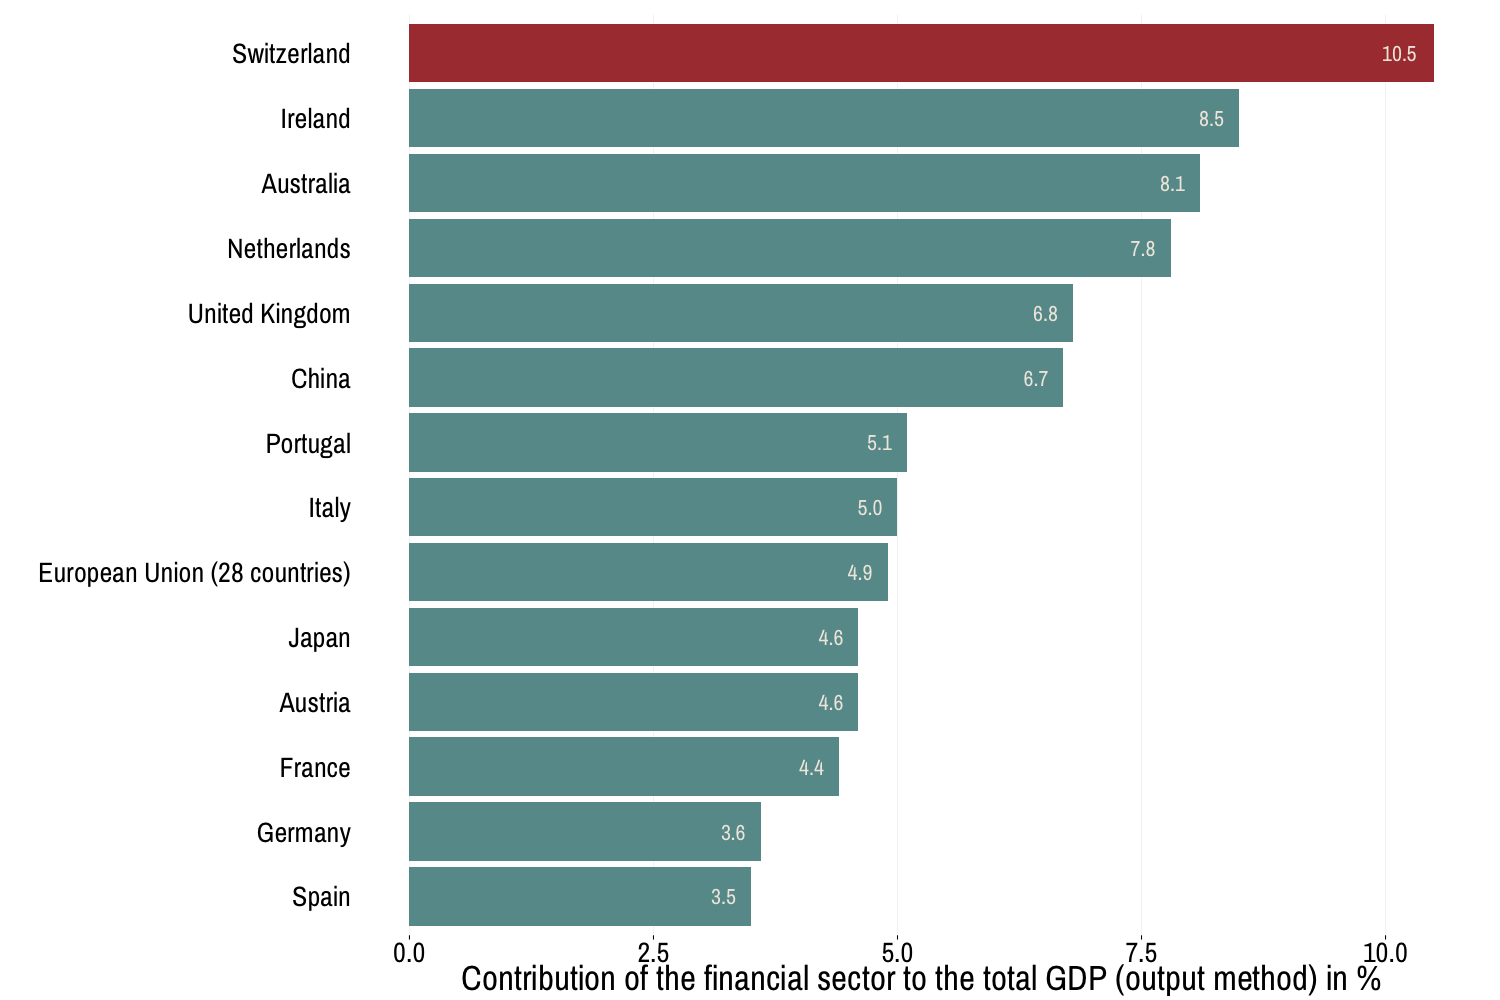 Switzerland 10.5
Ireland 8.5
Australia 8.1
Netherlands 7.8
United Kingdom 6.8
China 6.7
Portugal 5.1
Italy 5.0
European Union (28 countries) 4.9
Japan 4.6
Austria 4.6
France 4.4
Germany 3.6
Spain 3.5
0.0 2.5 5.0 7.5 10.0
Contribution of the financial sector to the total GDP (output method) in %